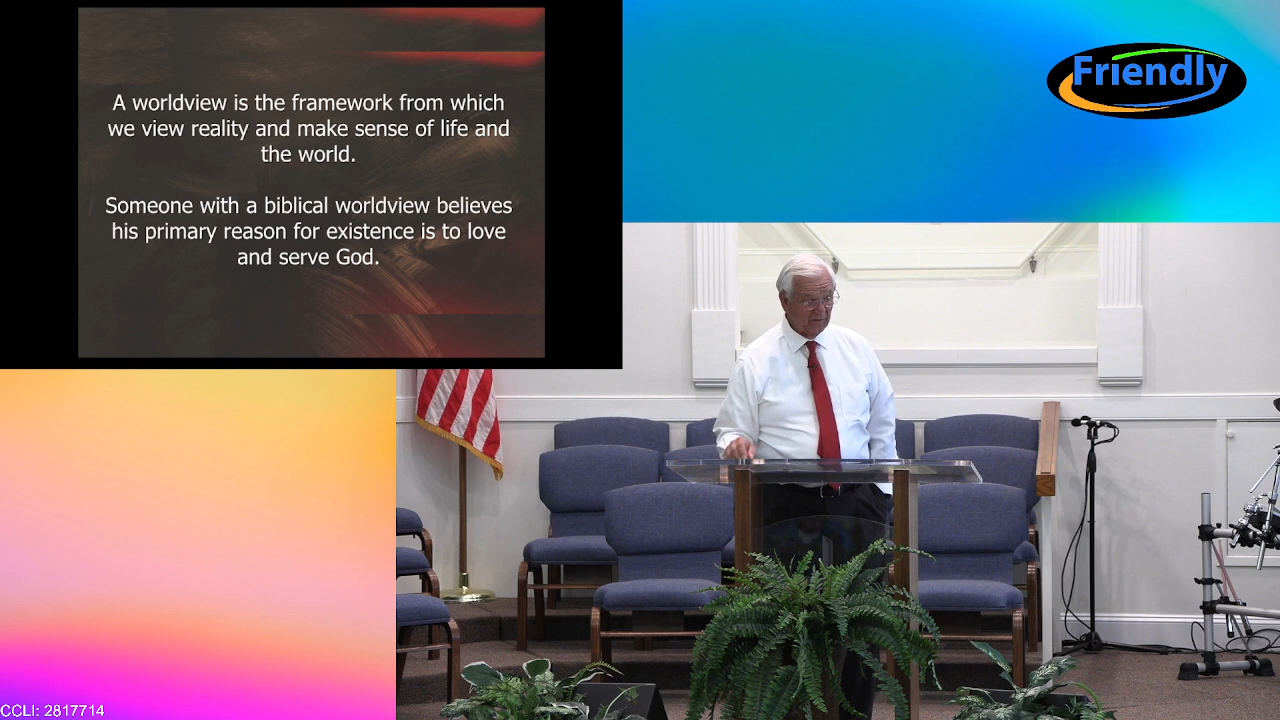 A worldview is the framework from which
we view reality and make sense of life and
the world.
Someone with a biblical worldview believes
his primary reason for existence is to love
and serve God.
Friendly
CCLI: 2817714